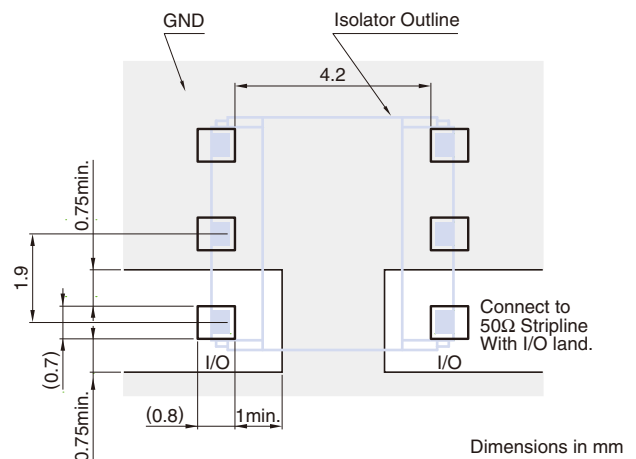 GND
Isolator Outline
4.2
0.75min.
1.9
(0.7)
0.75min.
I/O
(0.8)
1min.
Connect to
50Ω Stripline
With I/O land.
I/O
Dimensions in mm